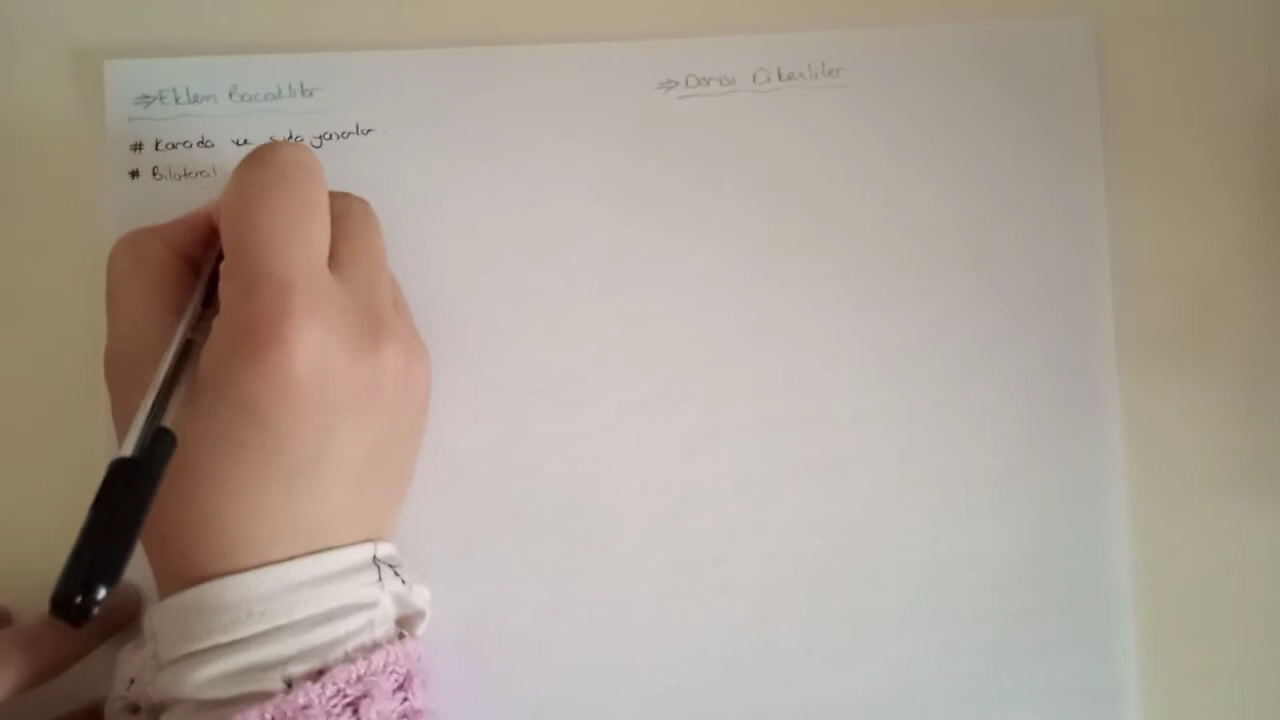 ⇒Eklem Bacaklılar
# Karada ve suda yaşarlar.
# Bilateral
⇒Derisi Dikenliler